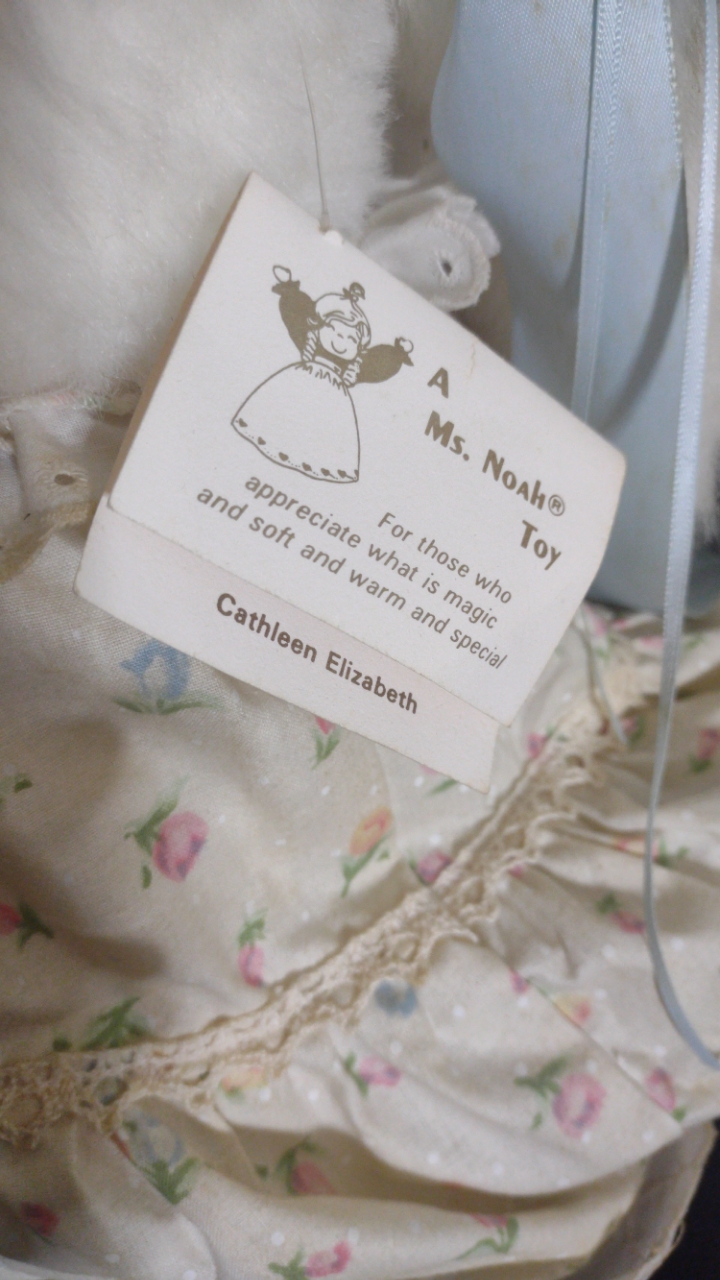 A
Ms. Noah®
Toy
For those who
appreciate what is magic
and soft and warm and special
Cathleen Elizabeth